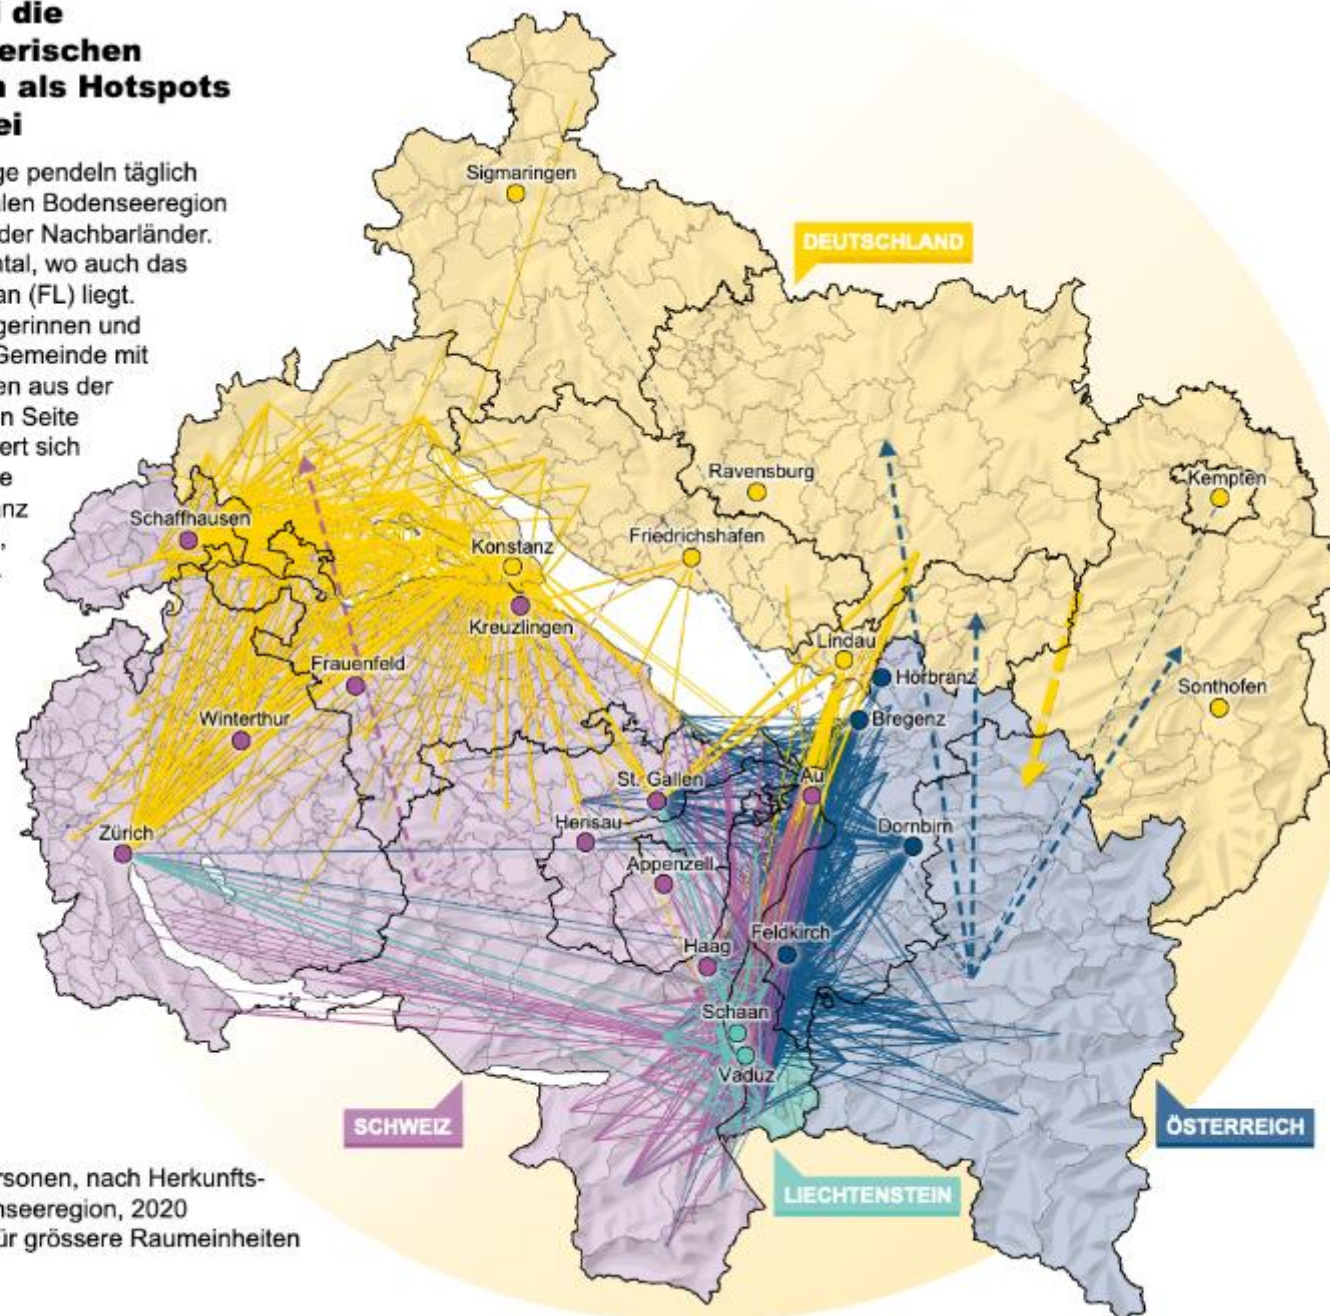 die
erischen
als Hotspots
ei
ge pendeln täglich
alen Bodenseeregion
der Nachbarländer.
ntal, wo auch das
an (FL) liegt.
gerinnen und
Gemeinde mit
en aus der
n Seite
ert sich
e
anz
,
.
Sigmaringen
DEUTSCHLAND
Ravensburg
Kempten
Schaffhausen
Friedrichshafen
Konstanz
Kreuzlingen
Lindau
Frauenfeld
Hörbranz
Sonthofen
Winterthur
Bregenz
St. Gallen
Au
Zürich
Herisau
Dornbirn
Appenzell
Feldkirch
Haag
Schaan
Vaduz
SCHWEIZ
ÖSTERREICH
LIECHTENSTEIN
rsonen, nach Herkunfts-
nseeregion, 2020
ür grössere Raumeinheiten